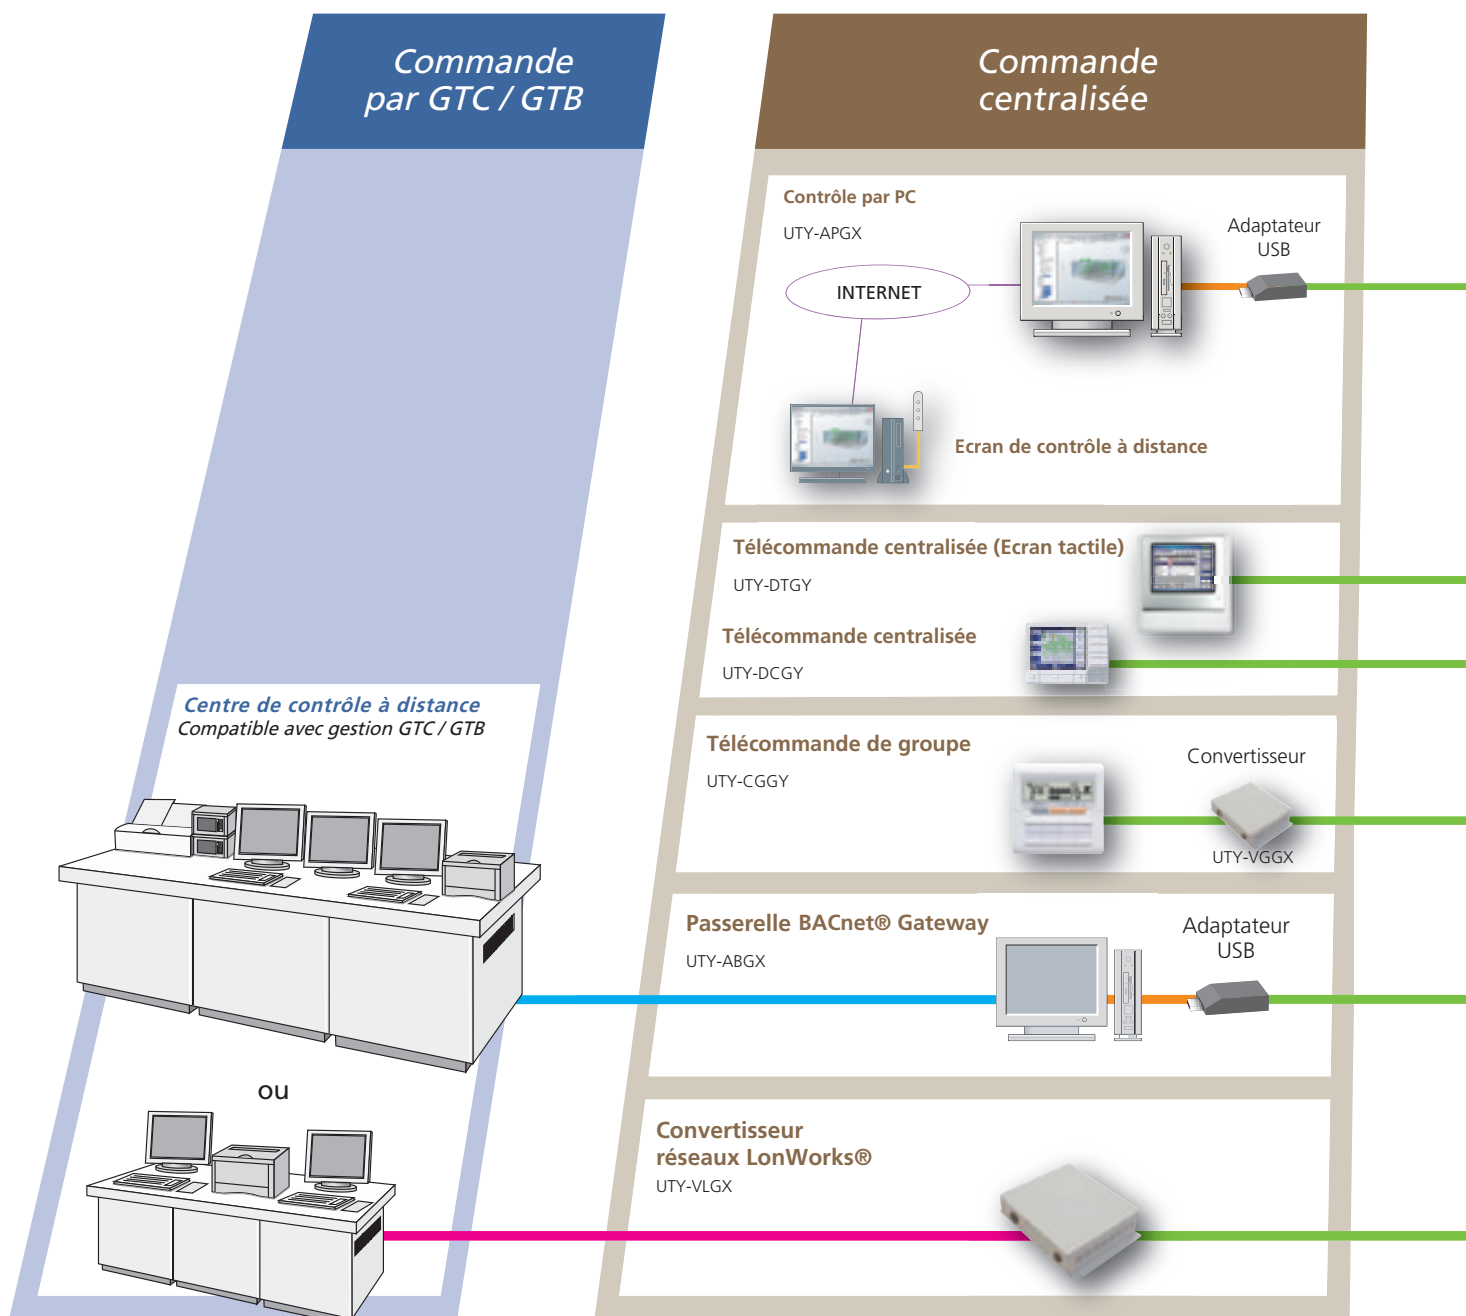 Commande
par GTC / GTB
Commande
centralisée
Contrôle par PC
UTY-APGX
Adaptateur
USB
INTERNET
Ecran de contrôle à distance
Télécommande centralisée (Ecran tactile)
UTY-DTGY
Télécommande centralisée
UTY-DCGY
Centre de contrôle à distance
Compatible avec gestion GTC / GTB
Télécommande de groupe
UTY-CGGY
Convertisseur
UTY-VGGX
Passerelle BACnet® Gateway
UTY-ABGX
Adaptateur
USB
ou
Convertisseur
réseaux LonWorks®
UTY-VLGX